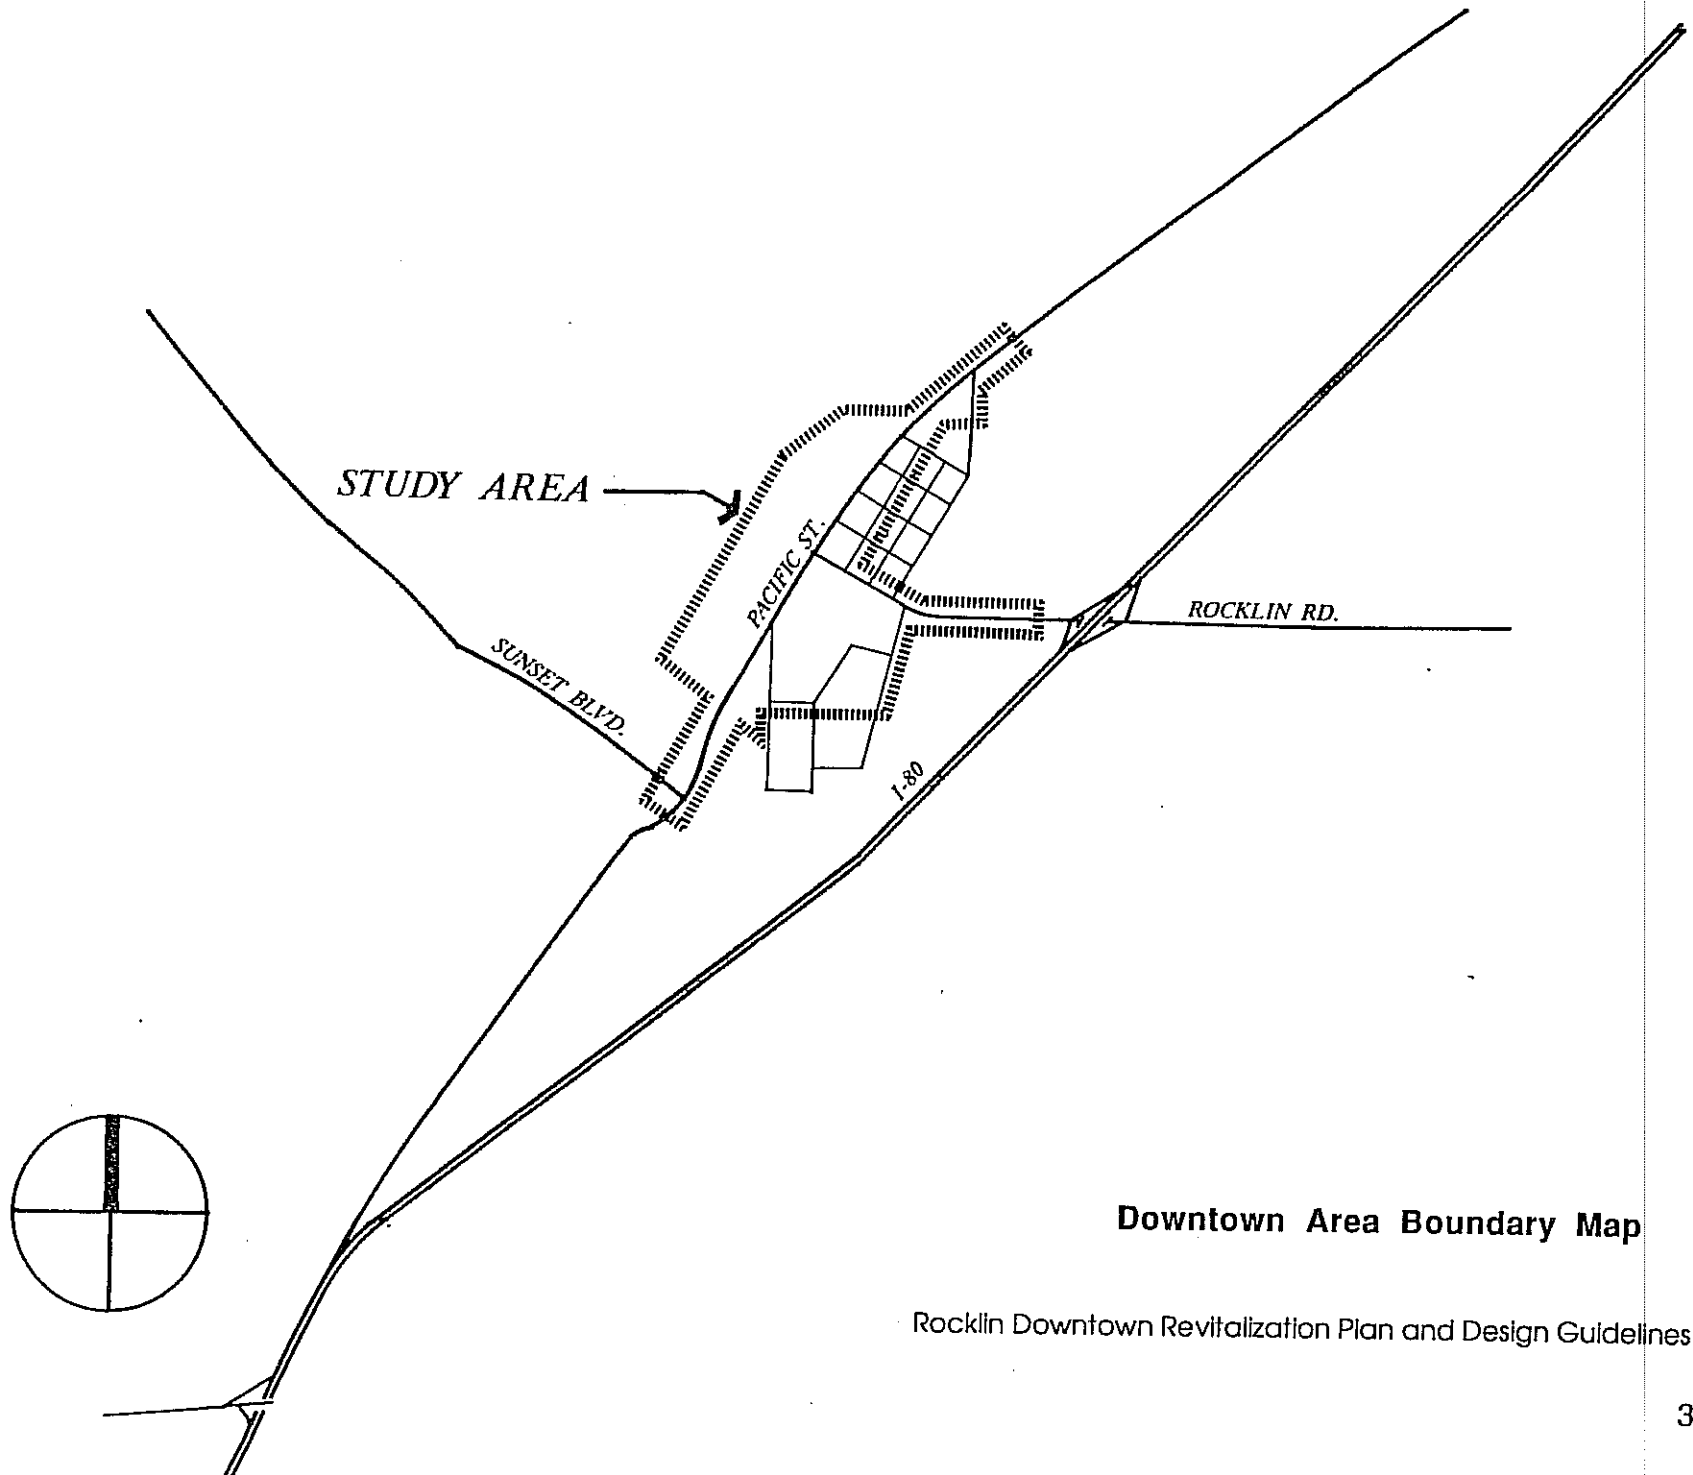 STUDY AREA
PACIFIC ST.
ROCKLIN RD.
SUNSET BLVD.
I-80
Downtown Area Boundary Map
Rocklin Downtown Revitalization Plan and Design Guidelines
3